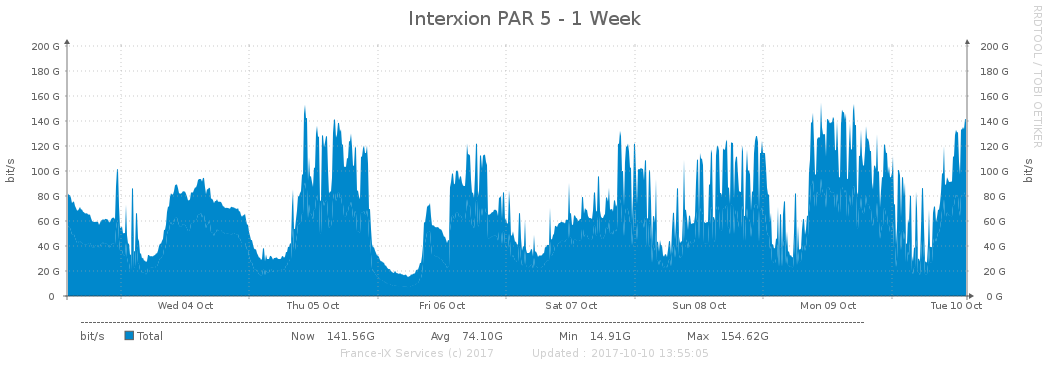 Interxion PAR 5 - 1 Week
RRDTOOL / TOBI OETIKER
200 G 200 G
180 G 180 G
160 G 160 G
140 G 140 G
120 G 120 G
100 G 100 G
80 G 80 G
60 G 60 G
40 G 40 G
20 G 20 G
0 0 G
bit/s
bit/s
Wed 04 Oct Thu 05 Oct Fri 06 Oct Sat 07 Oct Sun 08 Oct Mon 09 Oct Tue 10 Oct
bit/s Total Now 141.56G Avg 74.10G Min 14.91G Max 154.62G
France-IX Services (c) 2017 Updated : 2017-10-10 13:55:05